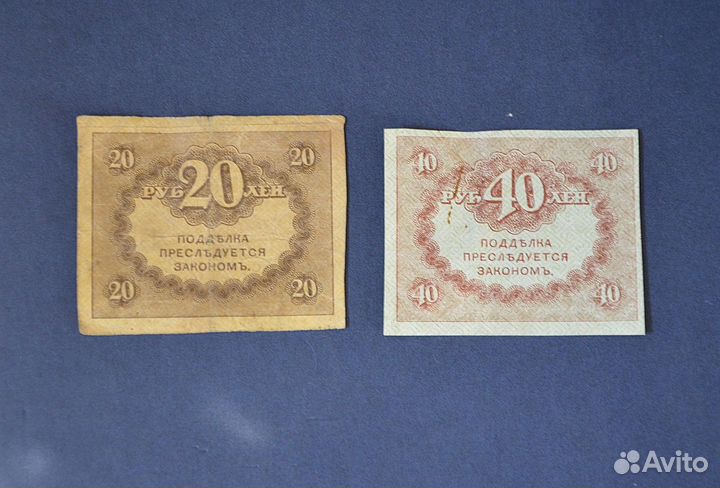 20 20
РУБ 20 ЛЕЙ
ПОДДѢЛКА
ПРЕСЛѢДУЕТСЯ
ЗАКОНОМЪ.
20 20
40 40
РУБ 40 ЛЕЙ
ПОДДѢЛКА
ПРЕСЛѢДУЕТСЯ
ЗАКОНОМЪ.
40 40
Avito